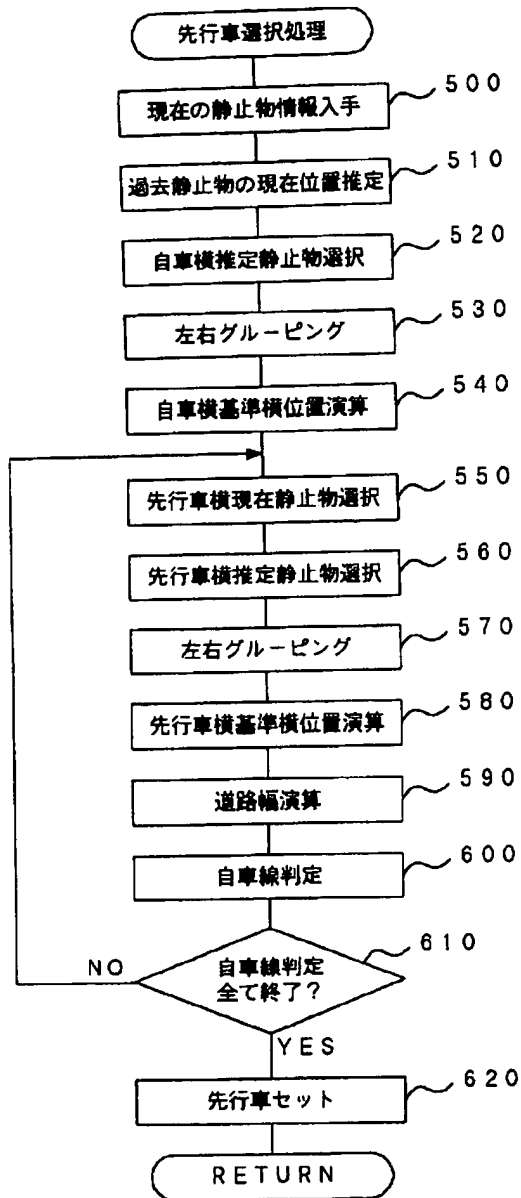 先行車選択処理
現在の静止物情報入手
500
過去静止物の現在位置推定
510
自車横推定静止物選択
520
左右グルーピング
530
自車横基準横位置演算
540
先行車横現在静止物選択
550
先行車横推定静止物選択
560
左右グルーピング
570
先行車横基準横位置演算
580
道路幅演算
590
自車線判定
600
自車線判定
全て終了?
610
NO
YES
先行車セット
620
RETURN